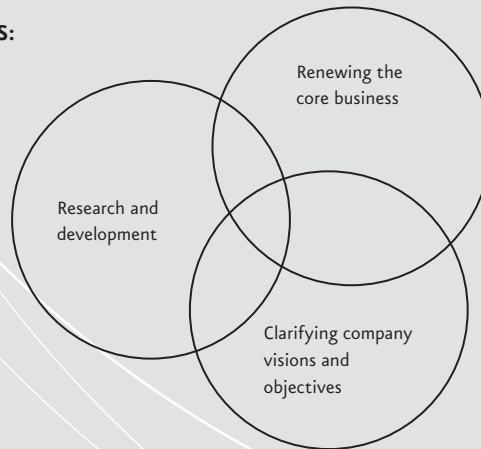 S:
Renewing the
core business
Research and
development
Clarifying company
visions and
objectives